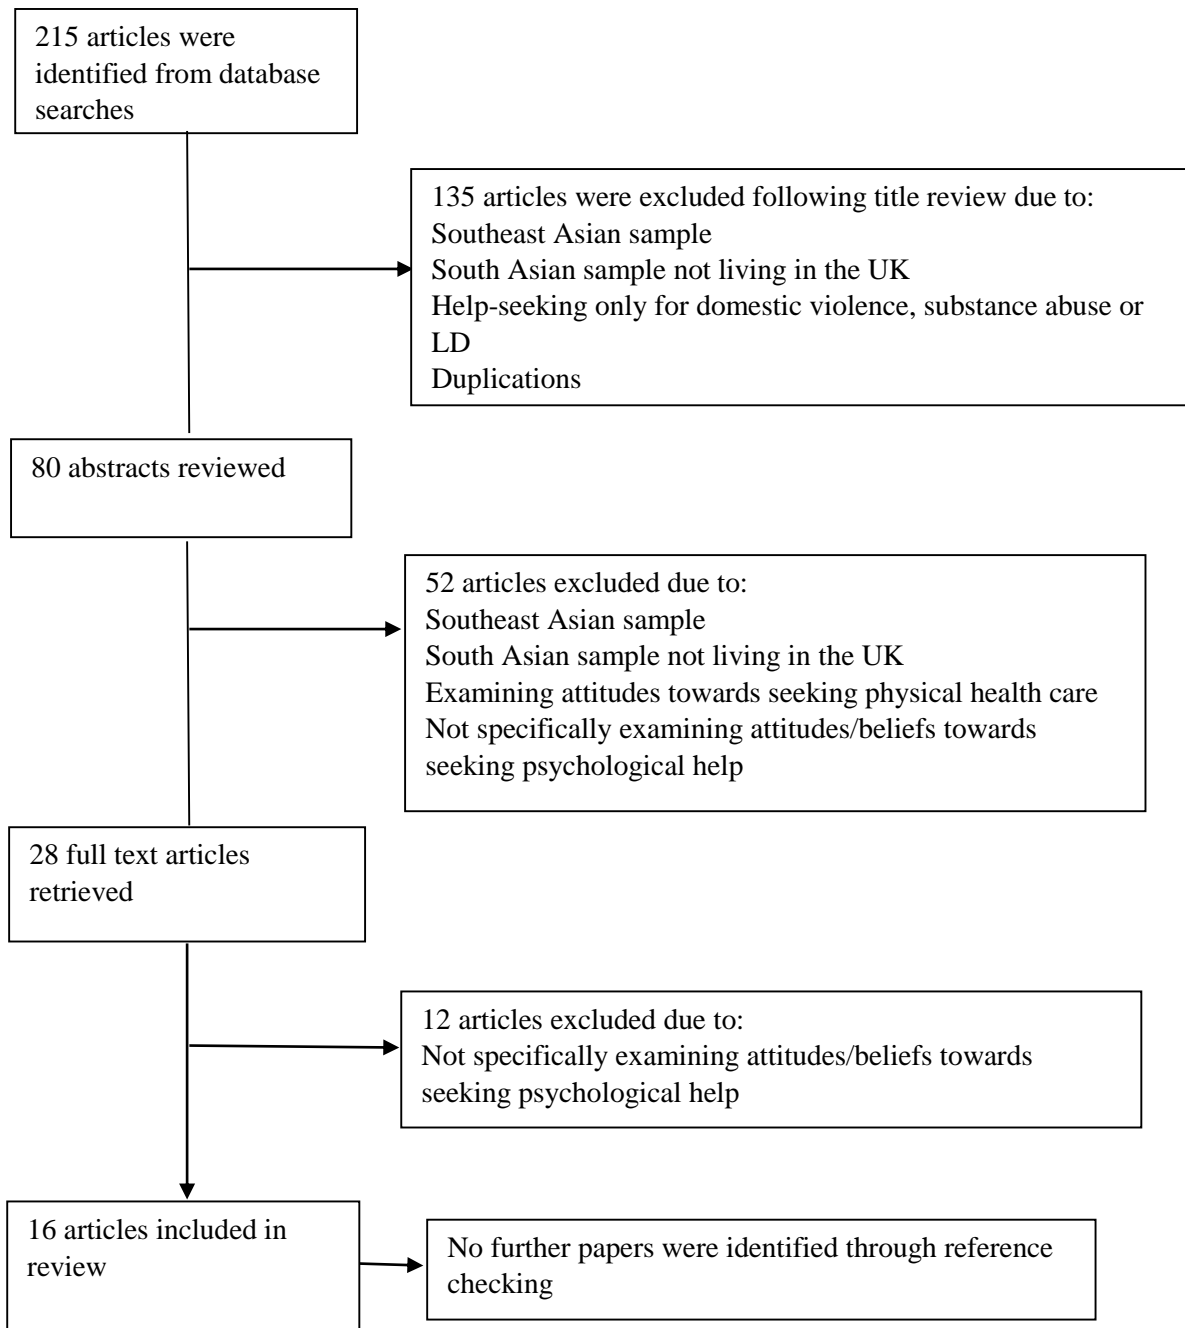 215 articles were
identified from database
searches
135 articles were excluded following title review due to:
Southeast Asian sample
South Asian sample not living in the UK
Help-seeking only for domestic violence, substance abuse or
LD
Duplications
80 abstracts reviewed
52 articles excluded due to:
Southeast Asian sample
South Asian sample not living in the UK
Examining attitudes towards seeking physical health care
Not specifically examining attitudes/beliefs towards
seeking psychological help
28 full text articles
retrieved
12 articles excluded due to:
Not specifically examining attitudes/beliefs towards
seeking psychological help
16 articles included in
review
No further papers were identified through reference
checking